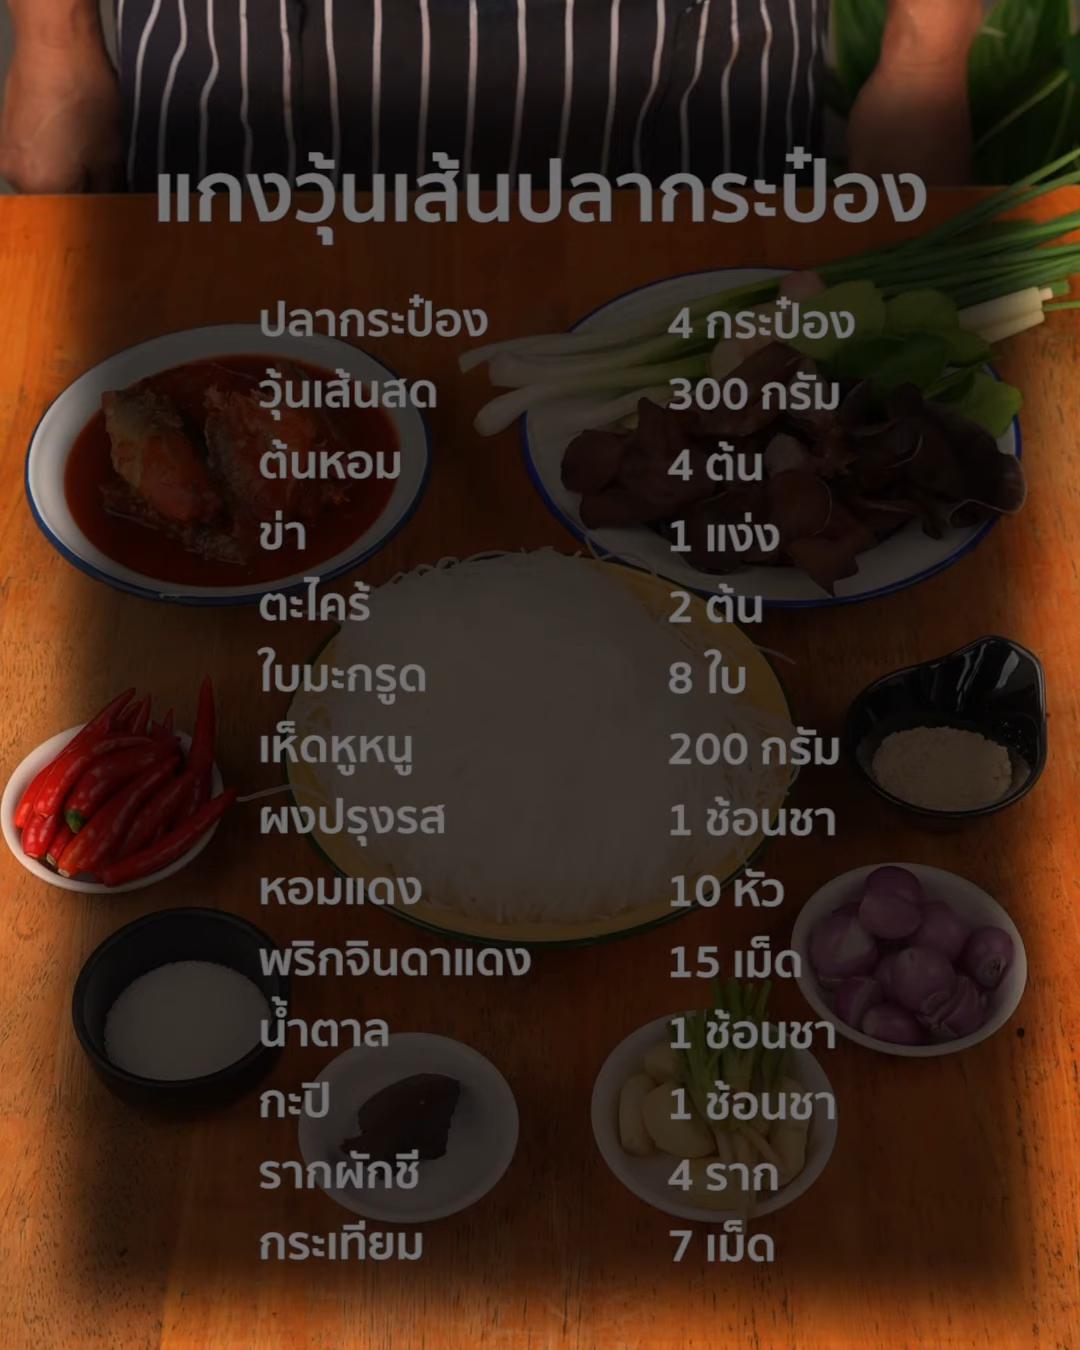 แกงวุ้นเส้นปลากระป๋อง
ปลากระป๋อง 4 กระป๋อง
วุ้นเส้นสด 300 กรัม
ต้นหอม 4 ต้น
ข่า 1 แง่ง
ตะไคร้ 2 ต้น
ใบมะกรูด 8 ใบ
เห็ดหูหนู 200 กรัม
ผงปรุงรส 1 ช้อนชา
หอมแดง 10 หัว
พริกจินดาแดง 15 เม็ด
น้ำตาล 1 ช้อนชา
กะปิ 1 ช้อนชา
รากผักชี 4 ราก
กระเทียม 7 เม็ด